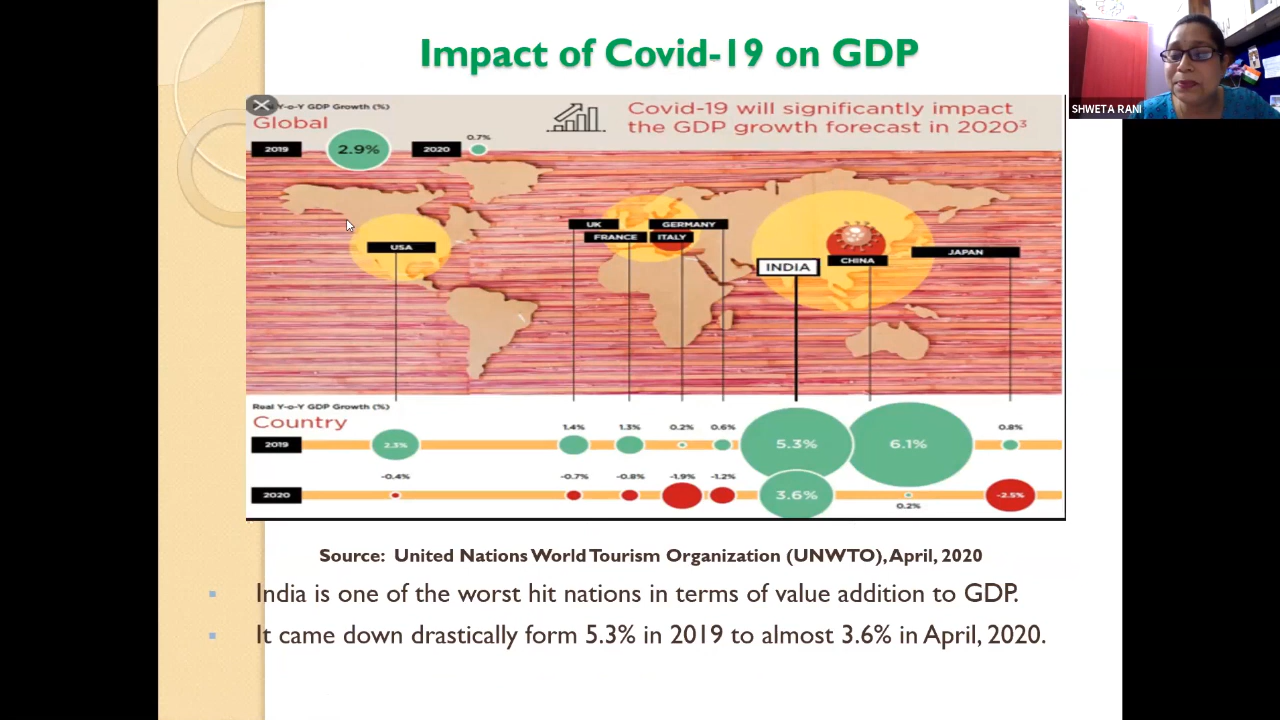 Impact of Covid-19 on GDP
SHWETA RANI
Y-o-Y GDP Growth (%)
Global
Covid-19 will significantly impact
the GDP growth forecast in 2020³
2019 2.9% 2020 0.7%
UK GERMANY
FRANCE ITALY
USA
JAPAN
CHINA
INDIA
Real Y-o-Y GDP Growth (%)
Country
2019 2.3% 1.4% 1.3% 0.2% 0.6% 5.3% 6.1% 0.8%
2020 -0.4% -0.7% -0.8% -1.9% -1.2% 3.6% 0.2% -2.5%
Source: United Nations World Tourism Organization (UNWTO), April, 2020
India is one of the worst hit nations in terms of value addition to GDP.
It came down drastically form 5.3% in 2019 to almost 3.6% in April, 2020.